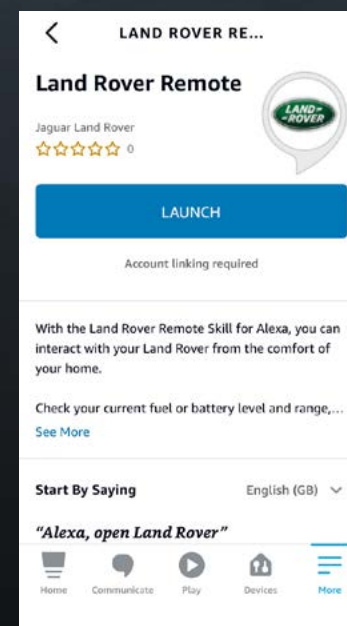 LAND ROVER RE...
Land Rover Remote
Jaguar Land Rover
0
LAND-
-ROVER
LAUNCH
Account linking required
With the Land Rover Remote Skill for Alexa, you can
interact with your Land Rover from the comfort of
your home.
Check your current fuel or battery level and range,...
See More
Start By Saying
English (GB)
"Alexa, open Land Rover"
Home
Communicate
Play
Devices
More